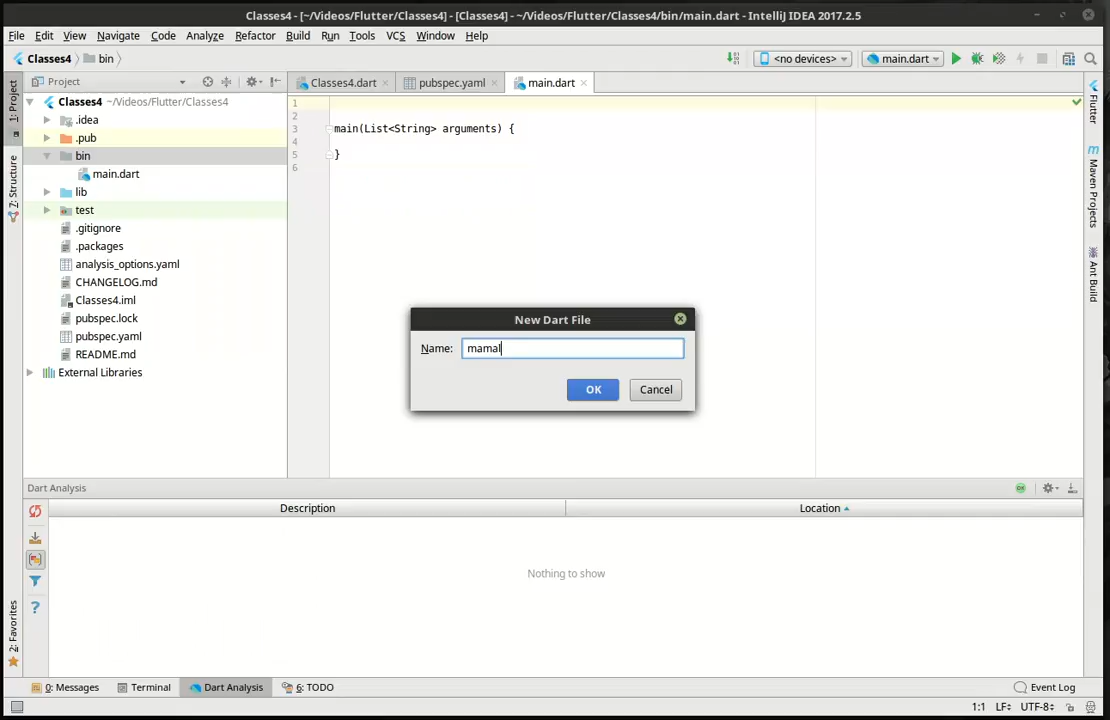 Classes4 - [~/Videos/Flutter/Classes4] - [Classes4] - ~/Videos/Flutter/Classes4/bin/main.dart - IntelliJ IDEA 2017.2.5
File Edit View Navigate Code Analyze Refactor Build Run Tools VCS Window Help
Classes4 bin
<no devices> main.dart
1: Project
7: Structure
2: Favorites
Project
Classes4 ~/Videos/Flutter/Classes4
.idea
.pub
bin
main.dart
lib
test
.gitignore
.packages
analysis_options.yaml
CHANGELOG.md
Classes4.iml
pubspec.lock
pubspec.yaml
README.md
External Libraries
Classes4.dart pubspec.yaml main.dart
1
2
3 main(List<String> arguments) {
4
5 }
6
Flutter
Maven Projects
Ant Build
New Dart File
Name: mamal
OK Cancel
Dart Analysis
Description Location
Nothing to show
0: Messages Terminal Dart Analysis 6: TODO Event Log
1:1 LF UTF-8